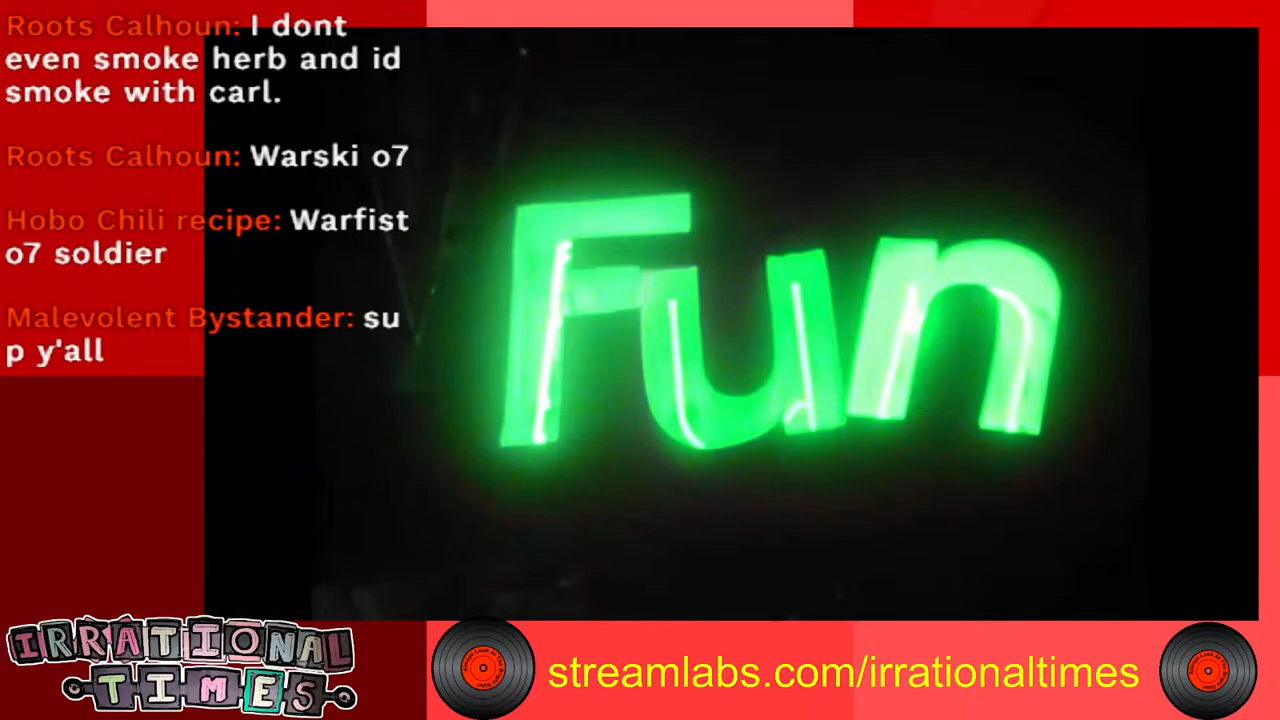 Roots Calhoun: I dont
even smoke herb and id
smoke with carl.
Roots Calhoun: Warski o7
Hobo Chili recipe: Warfist
o7 soldier
Malevolent Bystander: su
p y'all
Fun
IRRATIONAL
TIMES
streamlabs.com/irrationaltimes